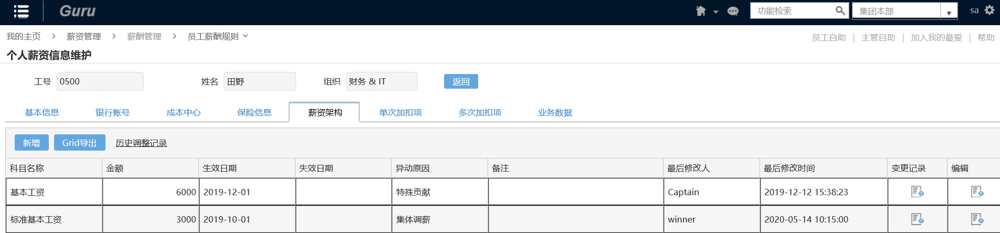 Guru 功能检索 集团本部 sa
我的主页 > 薪资管理 > 薪酬管理 > 员工薪酬规则
员工自助 | 主管自助 | 加入我的最爱 | 帮助
个人薪资信息维护
工号 0500 姓名 田野 组织 财务 & IT 返回
基本信息 银行账号 成本中心 保险信息 薪资架构 单次加扣项 多次加扣项 业务数据
新增 Grid导出 历史调整记录
科目名称 金额 生效日期 失效日期 异动原因 备注 最后修改人 最后修改时间 变更记录 编辑
基本工资 6000 2019-12-01 特殊贡献 Captain 2019-12-12 15:38:23
标准基本工资 3000 2019-10-01 集体调薪 winner 2020-05-14 10:15:00